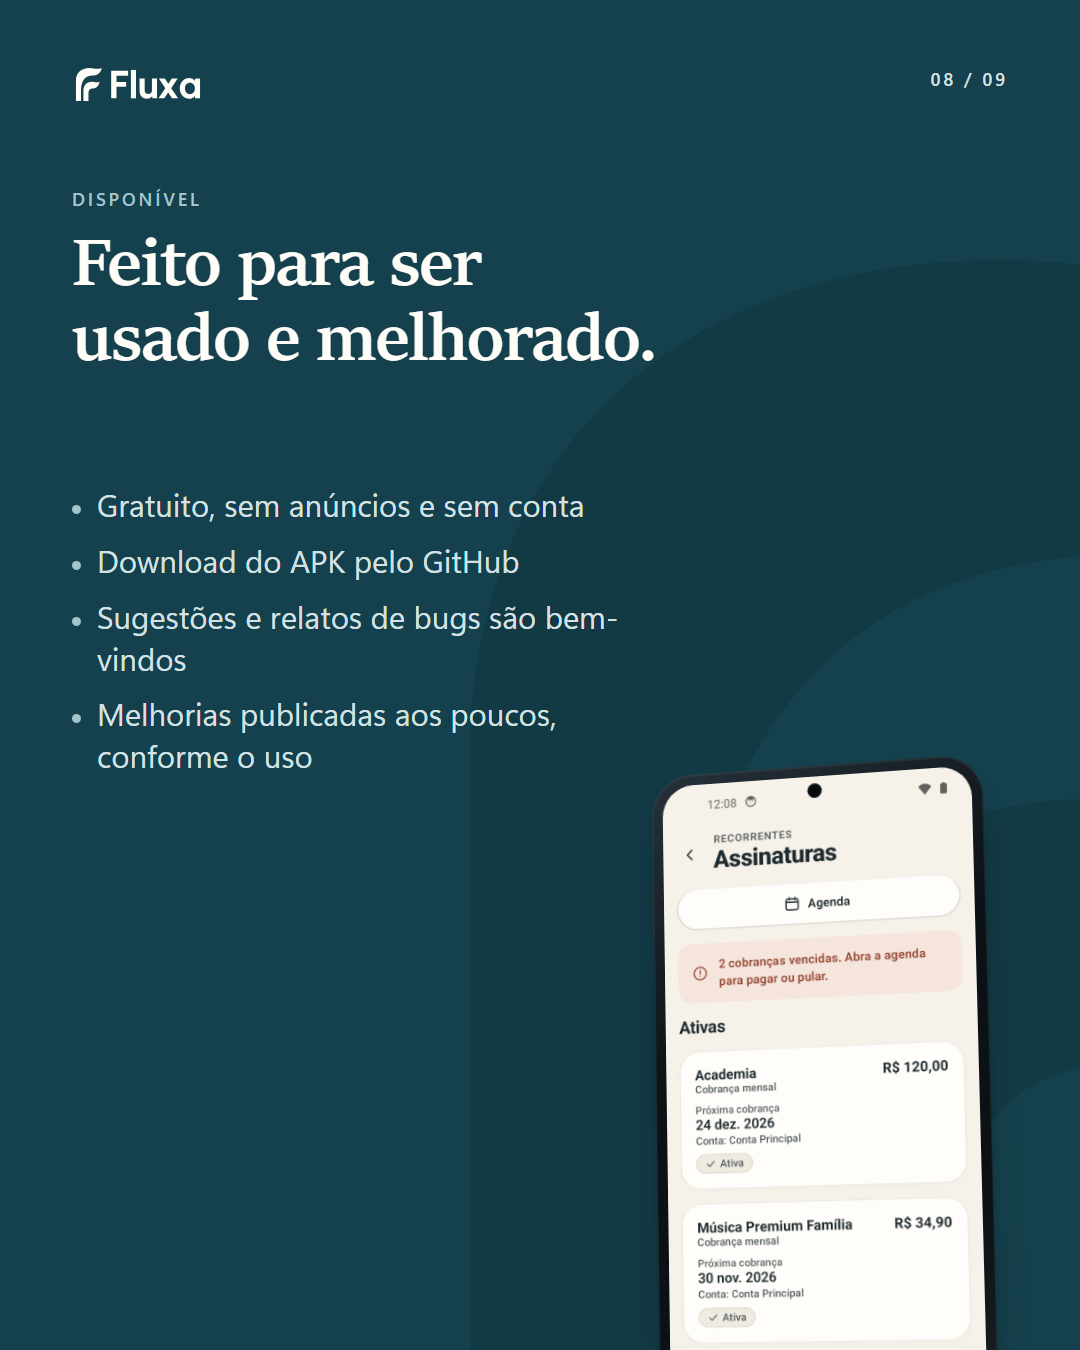 Fluxa
08 / 09
DISPONÍVEL
Feito para ser
usado e melhorado.
• Gratuito, sem anúncios e sem conta
• Download do APK pelo GitHub
• Sugestões e relatos de bugs são bem-
vindos
• Melhorias publicadas aos poucos,
conforme o uso
12:08
RECORRENTES
Assinaturas
Agenda
2 cobranças vencidas. Abra a agenda
para pagar ou pular.
Ativas
Academia R$ 120,00
Cobrança mensal
Próxima cobrança
24 dez. 2026
Conta: Conta Principal
Ativa
Música Premium Família R$ 34,90
Cobrança mensal
Próxima cobrança
30 nov. 2026
Conta: Conta Principal
Ativa